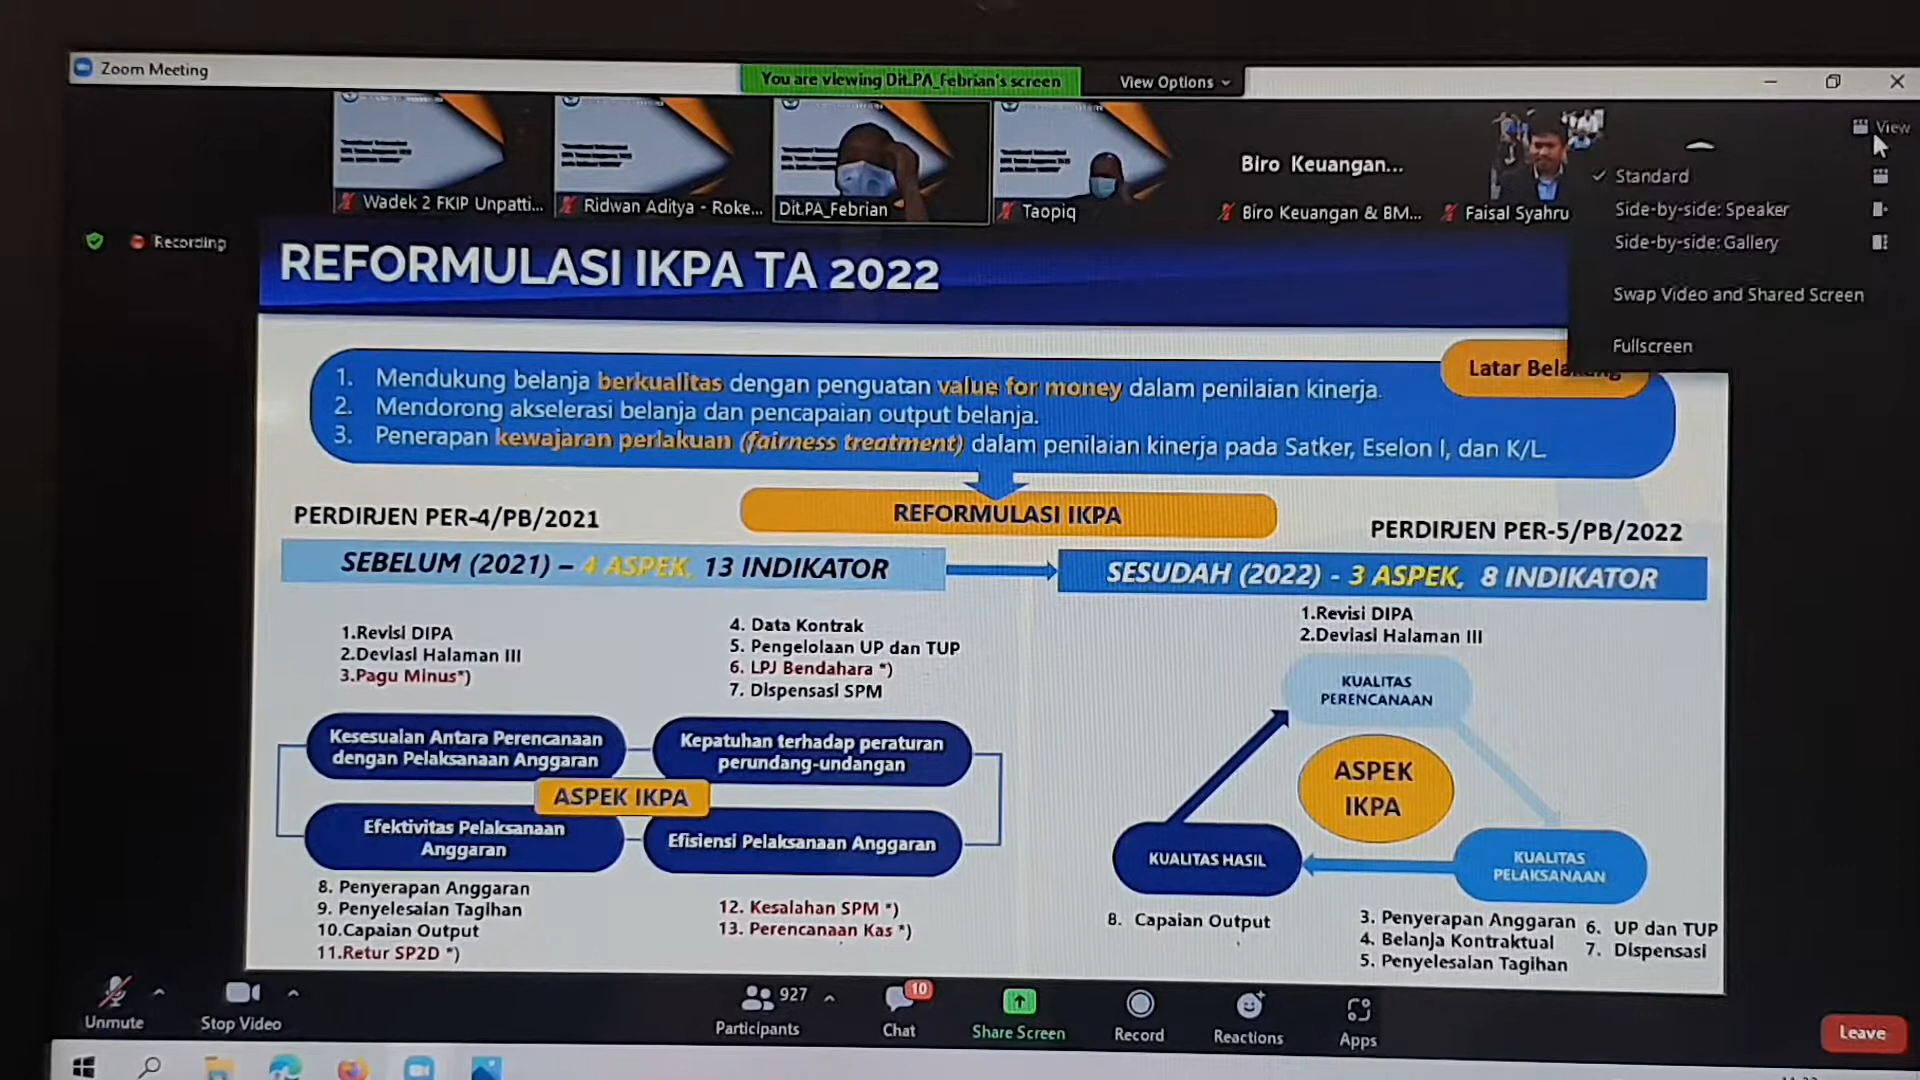 Zoom Meeting
You are viewing Dit.PA_Febrian's screen
View Options
View
Wadek 2 FKIP Unpatti...
Ridwan Aditya - Roke...
Dit.PA_Febrian
Taopiq
Biro Keuangan...
Biro Keuangan & BM...
Faisal Syahru
Standard
Side-by-side: Speaker
Side-by-side: Gallery
Swap Video and Shared Screen
Fullscreen
Recording
REFORMULASI IKPA TA 2022
Latar Bela
1. Mendukung belanja berkualitas dengan penguatan value for money dalam penilaian kinerja.
2. Mendorong akselerasi belanja dan pencapaian output belanja.
3. Penerapan kewajaran perlakuan (fairness treatment) dalam penilaian kinerja pada Satker, Eselon I, dan K/L.
REFORMULASI IKPA
PERDIRJEN PER-4/PB/2021
PERDIRJEN PER-5/PB/2022
SEBELUM (2021) – 4 ASPEK, 13 INDIKATOR
SESUDAH (2022) - 3 ASPEK, 8 INDIKATOR
1.Revisi DIPA
2.Deviasi Halaman III
3.Pagu Minus*)
4. Data Kontrak
5. Pengelolaan UP dan TUP
6. LPJ Bendahara *)
7. Dispensasi SPM
Kesesuaian Antara Perencanaan
dengan Pelaksanaan Anggaran
Kepatuhan terhadap peraturan
perundang-undangan
ASPEK IKPA
Efektivitas Pelaksanaan
Anggaran
Efisiensi Pelaksanaan Anggaran
8. Penyerapan Anggaran
9. Penyelesaian Tagihan
10.Capaian Output
11.Retur SP2D *)
12. Kesalahan SPM *)
13. Perencanaan Kas *)
1.Revisi DIPA
2.Deviasi Halaman III
KUALITAS
PERENCANAAN
ASPEK
IKPA
KUALITAS HASIL
KUALITAS
PELAKSANAAN
8. Capaian Output
3. Penyerapan Anggaran
4. Belanja Kontraktual
5. Penyelesaian Tagihan
6. UP dan TUP
7. Dispensasi
Unmute
Stop Video
927
Participants
10
Chat
Share Screen
Record
Reactions
Apps
Leave